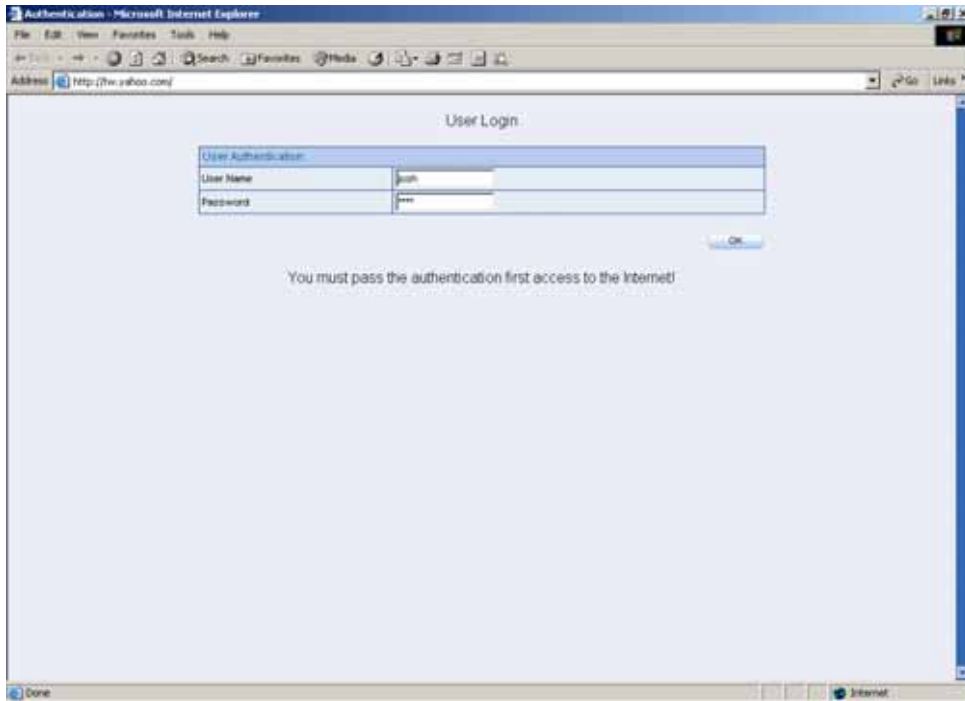 Authentication - Microsoft Internet Explorer
File Edit View Favorites Tools Help
Search Favorites Media
Address http://tw.yahoo.com/ Go Links
User Login
User Authentication
User Name
Password ****
OK
You must pass the authentication first access to the Internet!
Done Internet